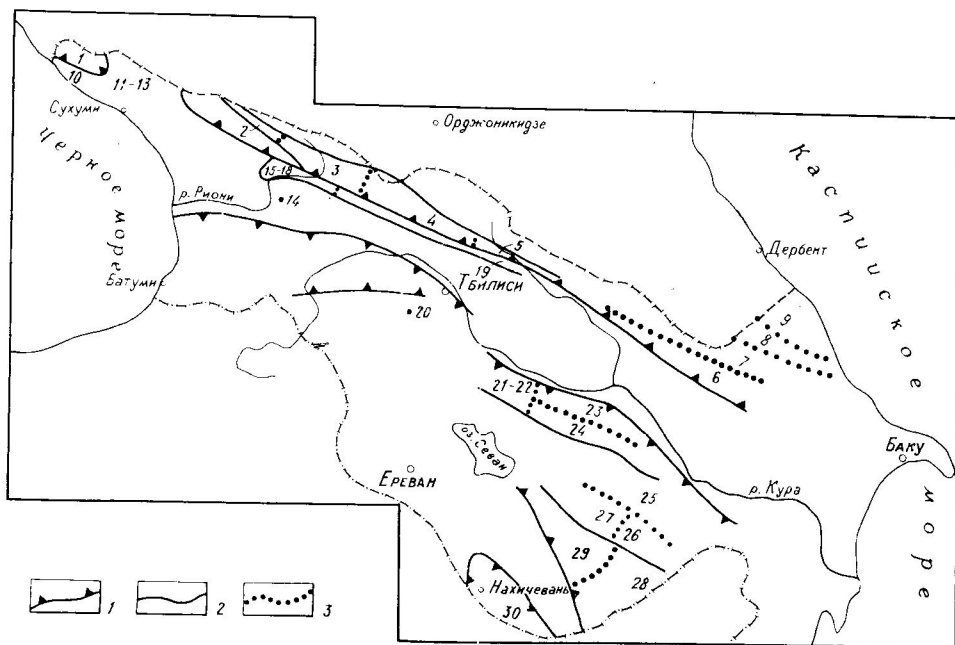 1
10
11-13
Сухуми
Орджоникидзе
2
3
15-18
Черное море
Каспийское
р. Риони
14
4
5
Дербент
19
Тбилиси
Батуми
20
9
8
7
6
21-22
23
24
оз. Севан
Баку
Ереван
р. Кура
море
25
27
26
29
28
Нахичевань
30
1
2
3